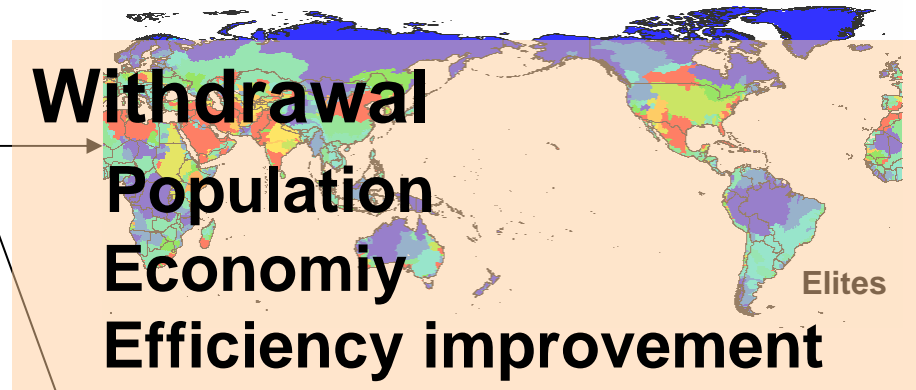 Withdrawal
Population
Economiy
Elites
Efficiency improvement